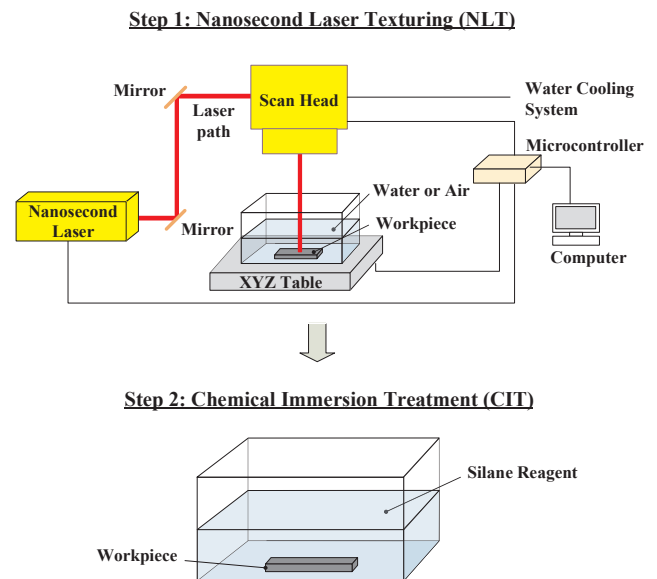 Step 1: Nanosecond Laser Texturing (NLT)
Mirror
Laser
path
Scan Head
Water Cooling
System
Microcontroller
Nanosecond
Laser
Mirror
Water or Air
Workpiece
XYZ Table
Computer
Step 2: Chemical Immersion Treatment (CIT)
Silane Reagent
Workpiece